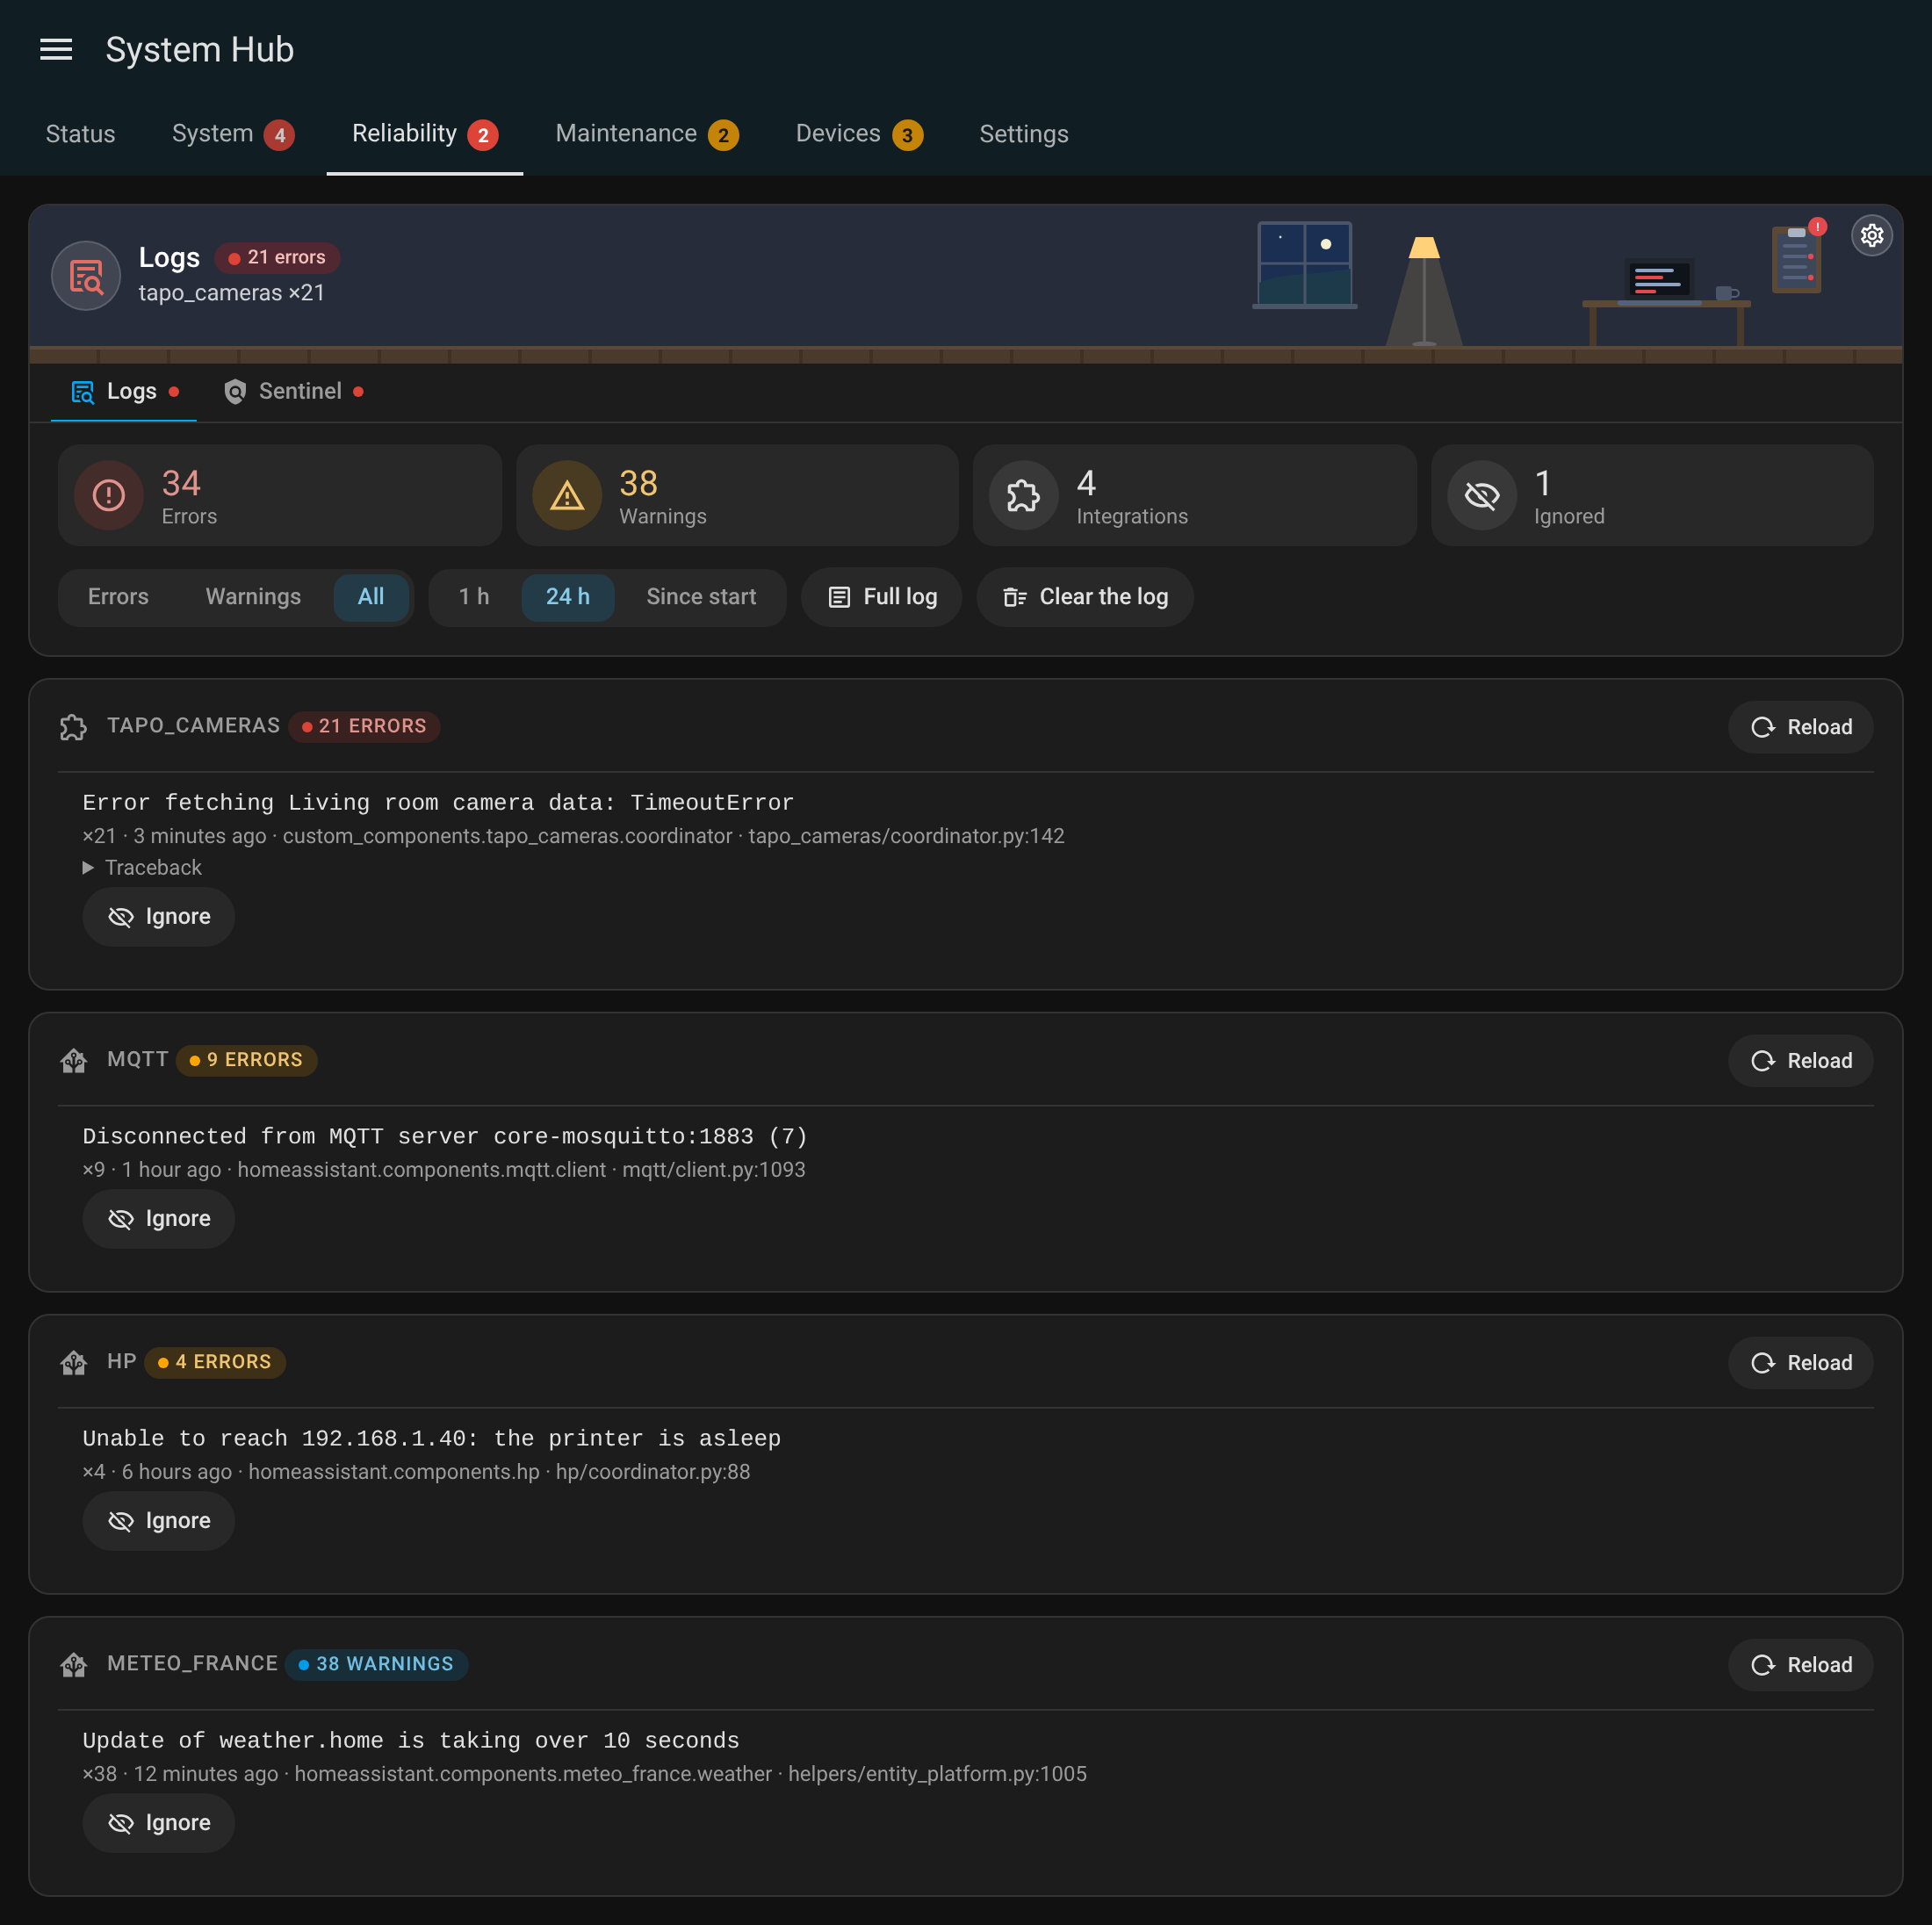 System Hub
Status System 4 Reliability 2 Maintenance 2 Devices 3 Settings
Logs 21 errors
tapo_cameras ×21
!
Logs Sentinel
34
Errors
38
Warnings
4
Integrations
1
Ignored
Errors Warnings All 1 h 24 h Since start Full log Clear the log
TAPO_CAMERAS 21 ERRORS Reload
Error fetching Living room camera data: TimeoutError
×21 · 3 minutes ago · custom_components.tapo_cameras.coordinator · tapo_cameras/coordinator.py:142
Traceback
Ignore
MQTT 9 ERRORS Reload
Disconnected from MQTT server core-mosquitto:1883 (7)
×9 · 1 hour ago · homeassistant.components.mqtt.client · mqtt/client.py:1093
Ignore
HP 4 ERRORS Reload
Unable to reach 192.168.1.40: the printer is asleep
×4 · 6 hours ago · homeassistant.components.hp · hp/coordinator.py:88
Ignore
METEO_FRANCE 38 WARNINGS Reload
Update of weather.home is taking over 10 seconds
×38 · 12 minutes ago · homeassistant.components.meteo_france.weather · helpers/entity_platform.py:1005
Ignore